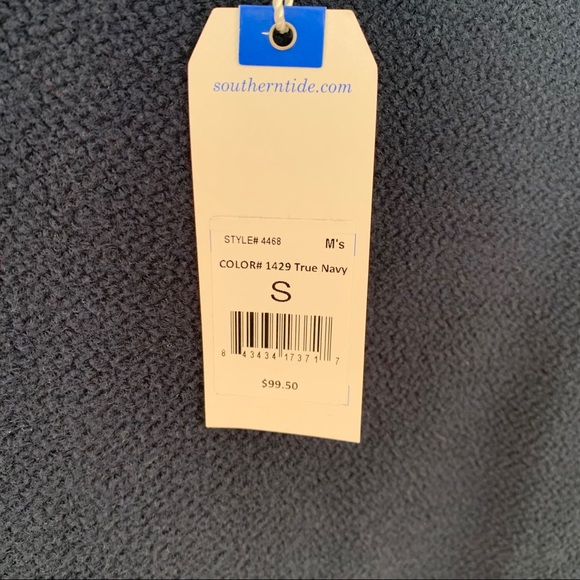 southerntide.com
STYLE# 4468 M's
COLOR# 1429 True Navy
S
8 43434 17371 7
$99.50